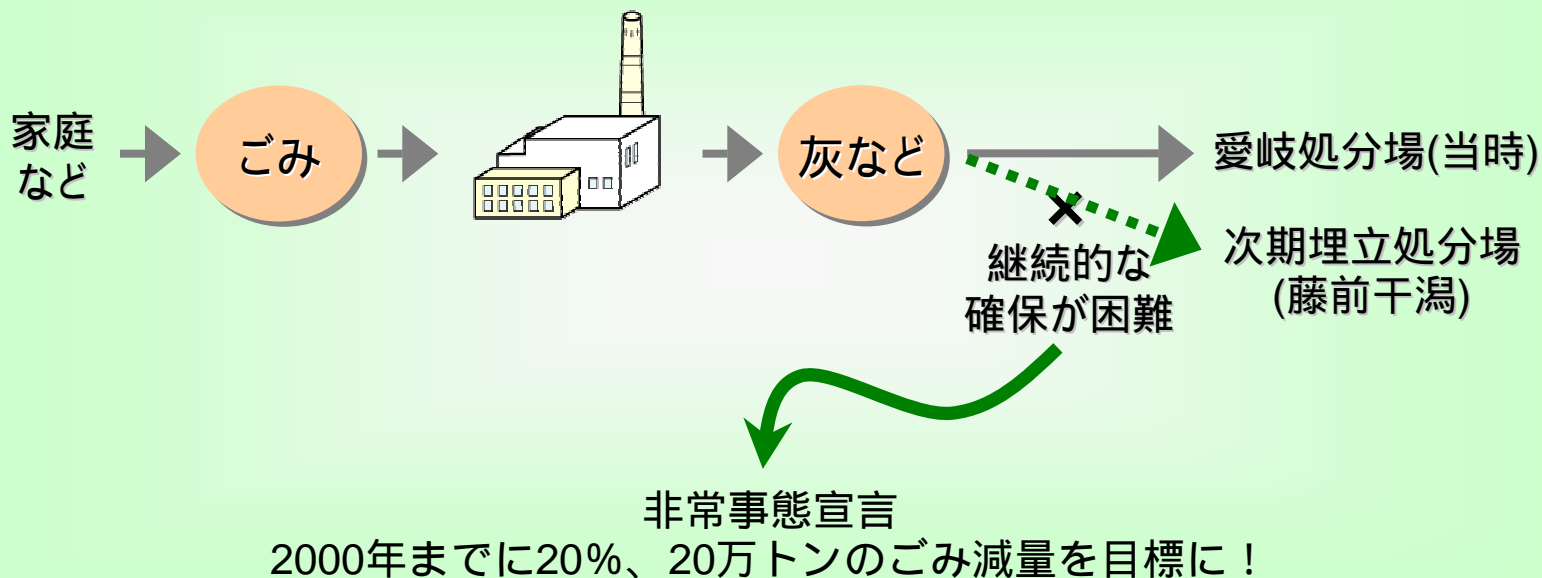 家庭
など
ごみ
灰など
愛岐処分場(当時)
次期埋立処分場
(藤前干潟)
×
継続的な
確保が困難
非常事態宣言
2000年までに20%、20万トンのごみ減量を目標に！